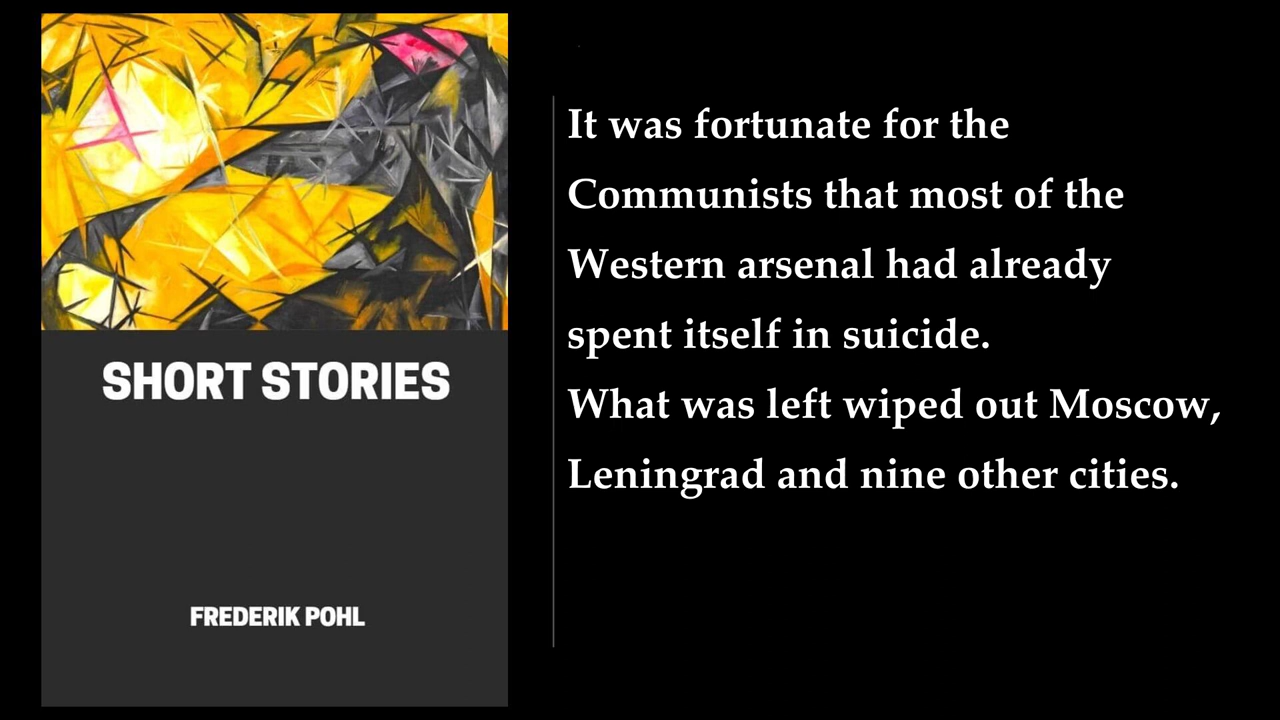 SHORT STORIES
FREDERIK POHL
It was fortunate for the
Communists that most of the
Western arsenal had already
spent itself in suicide.
What was left wiped out Moscow,
Leningrad and nine other cities.